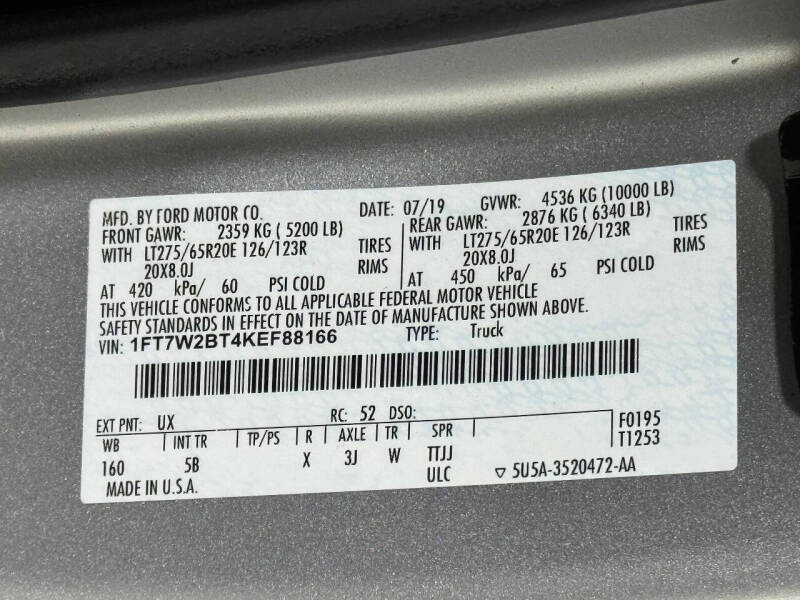 MFD. BY FORD MOTOR CO. DATE: 07/19 GVWR: 4536 KG (10000 LB)
FRONT GAWR: 2359 KG ( 5200 LB) REAR GAWR: 2876 KG ( 6340 LB)
WITH LT275/65R20E 126/123R TIRES WITH LT275/65R20E 126/123R TIRES
20X8.0J RIMS 20X8.0J RIMS
AT 420 kPa/ 60 PSI COLD AT 450 kPa/ 65 PSI COLD
THIS VEHICLE CONFORMS TO ALL APPLICABLE FEDERAL MOTOR VEHICLE
SAFETY STANDARDS IN EFFECT ON THE DATE OF MANUFACTURE SHOWN ABOVE.
VIN: 1FT7W2BT4KEF88166 TYPE: Truck
EXT PNT: UX RC: 52 DSO: F0195
WB INT TR TP/PS R AXLE TR SPR T1253
160 5B X 3J W TTJJ
MADE IN U.S.A. ULC ▽ 5U5A-3520472-AA